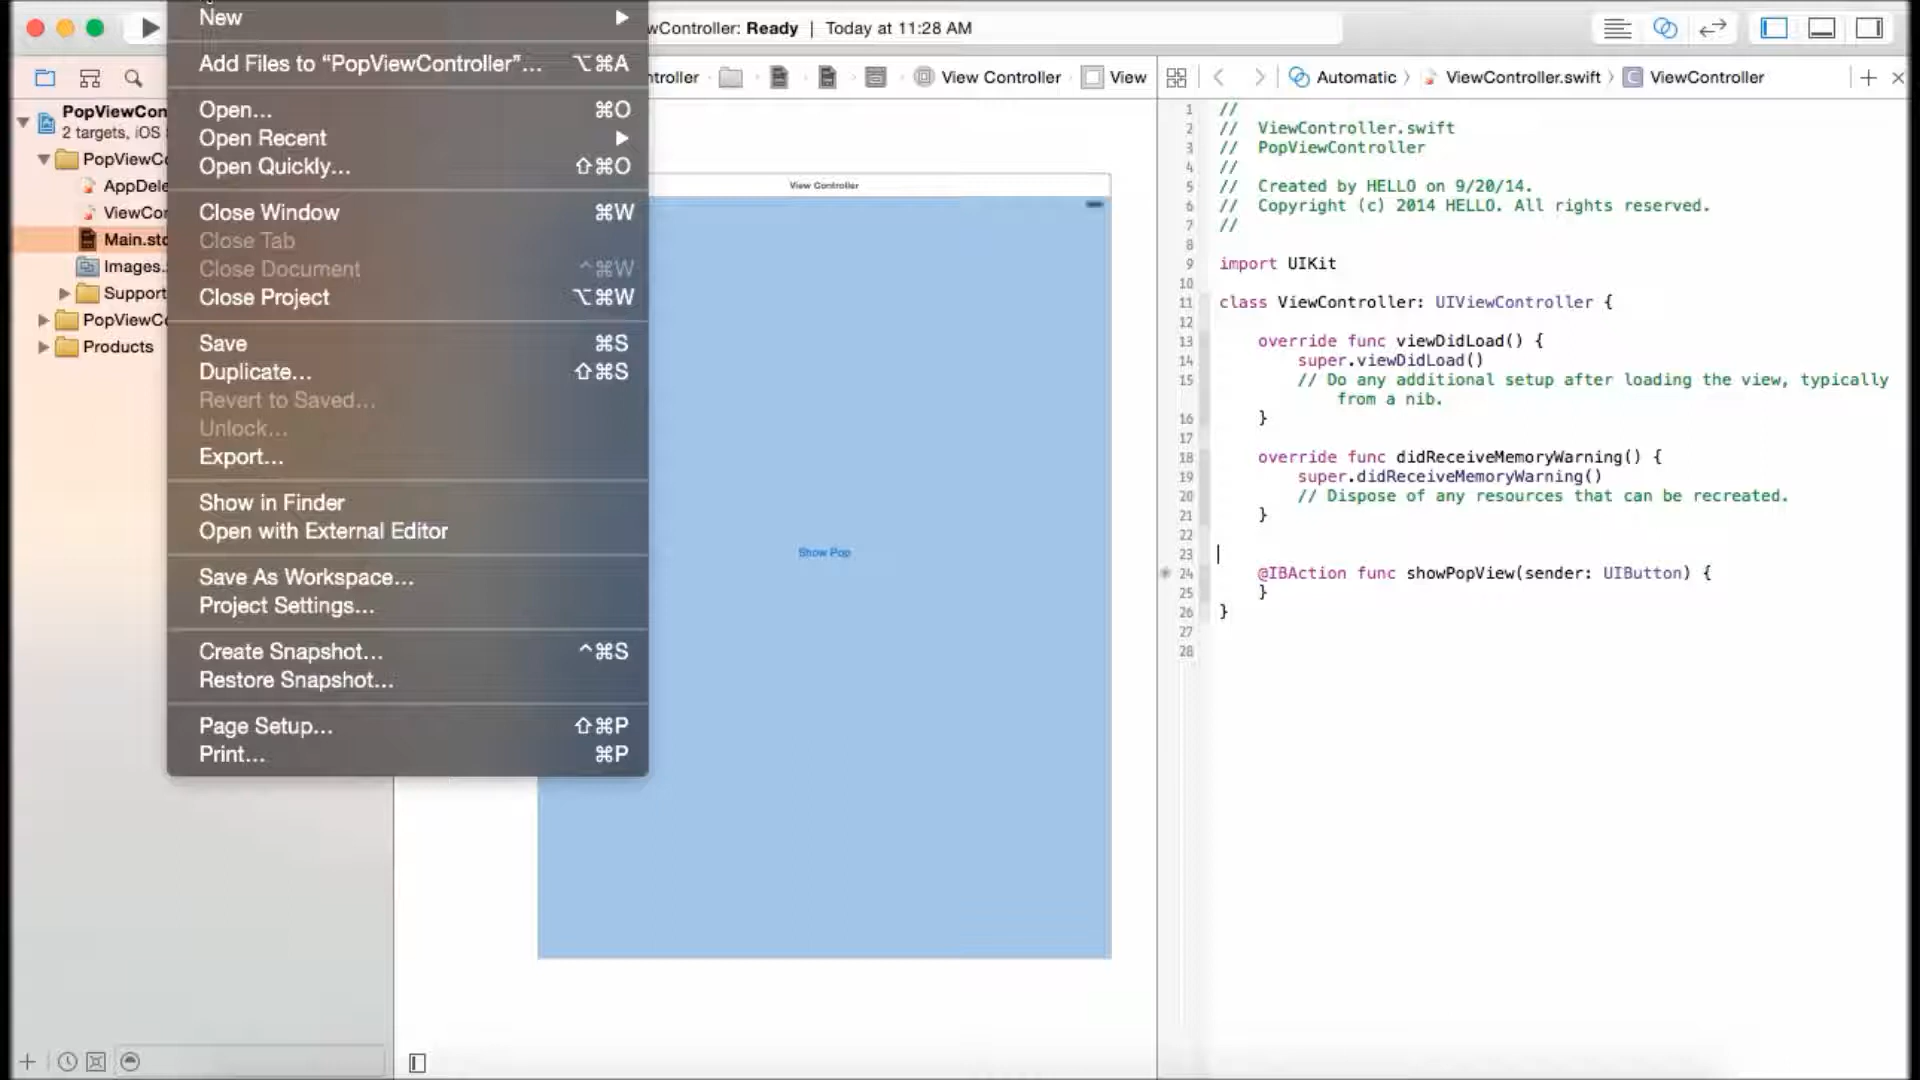 New
Add Files to “PopViewController”... ⌥⌘A
Open... ⌘O
Open Recent
Open Quickly... ⇧⌘O
Close Window ⌘W
Close Tab
Close Document ^⌘W
Close Project ⌥⌘W
Save ⌘S
Duplicate... ⇧⌘S
Revert to Saved...
Unlock...
Export...
Show in Finder
Open with External Editor
Save As Workspace...
Project Settings...
Create Snapshot... ^⌘S
Restore Snapshot...
Page Setup... ⇧⌘P
Print... ⌘P
wController: Ready | Today at 11:28 AM
PopViewCon
2 targets, iOS
PopViewCo
AppDele
ViewCon
Main.sto
Images.
Support
PopViewCo
Products
ntroller View Controller View
View Controller
Show Pop
Automatic ViewController.swift ViewController
1 //
2 // ViewController.swift
3 // PopViewController
4 //
5 // Created by HELLO on 9/20/14.
6 // Copyright (c) 2014 HELLO. All rights reserved.
7 //
8
9 import UIKit
10
11 class ViewController: UIViewController {
12
13 override func viewDidLoad() {
14 super.viewDidLoad()
15 // Do any additional setup after loading the view, typically
from a nib.
16 }
17
18 override func didReceiveMemoryWarning() {
19 super.didReceiveMemoryWarning()
20 // Dispose of any resources that can be recreated.
21 }
22
23
24 @IBAction func showPopView(sender: UIButton) {
25 }
26 }
27
28